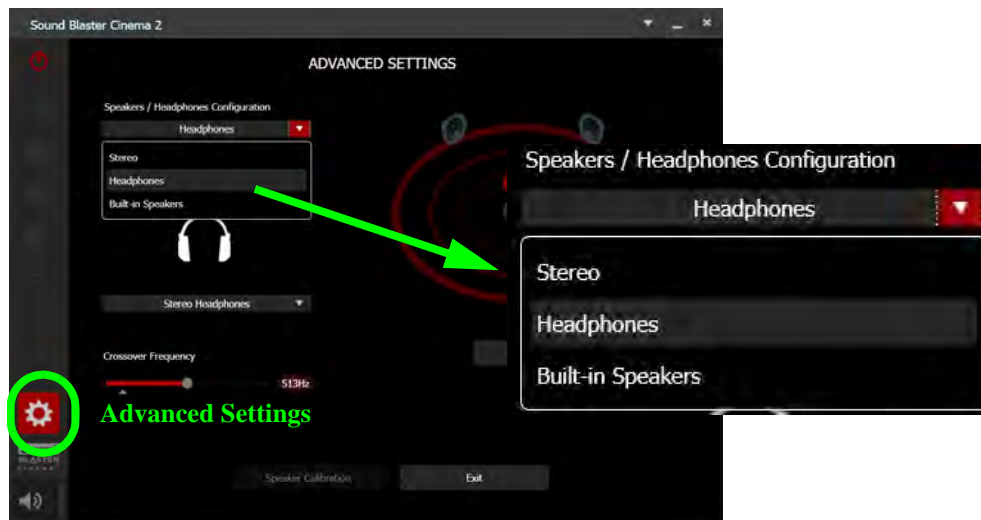 Sound Blaster Cinema 2
ADVANCED SETTINGS
Speakers / Headphones Configuration
Headphones
Stereo
Headphones
Built-in Speakers
Stereo Headphones
Crossover Frequency
513Hz
Advanced Settings
BLASTER
Speaker Calibration
Exit
Speakers / Headphones Configuration
Headphones
Stereo
Headphones
Built-in Speakers